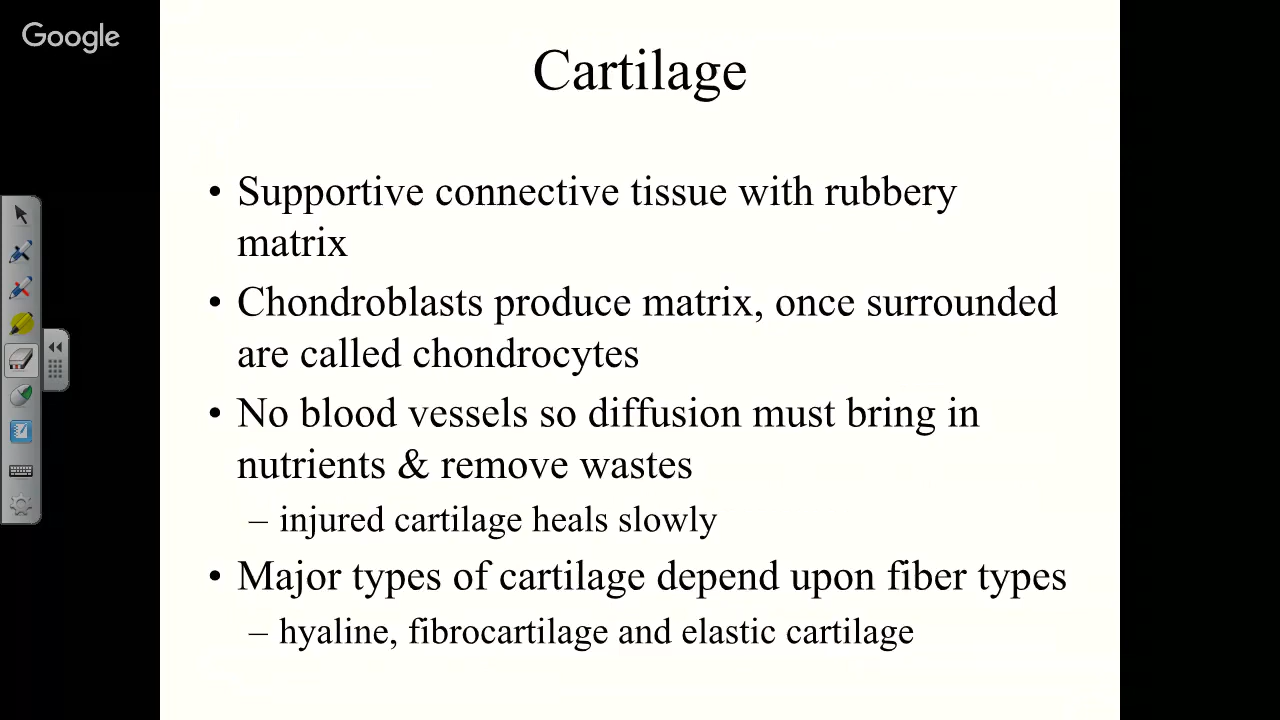 Google
Cartilage
• Supportive connective tissue with rubbery
matrix
• Chondroblasts produce matrix, once surrounded
are called chondrocytes
• No blood vessels so diffusion must bring in
nutrients & remove wastes
– injured cartilage heals slowly
• Major types of cartilage depend upon fiber types
– hyaline, fibrocartilage and elastic cartilage